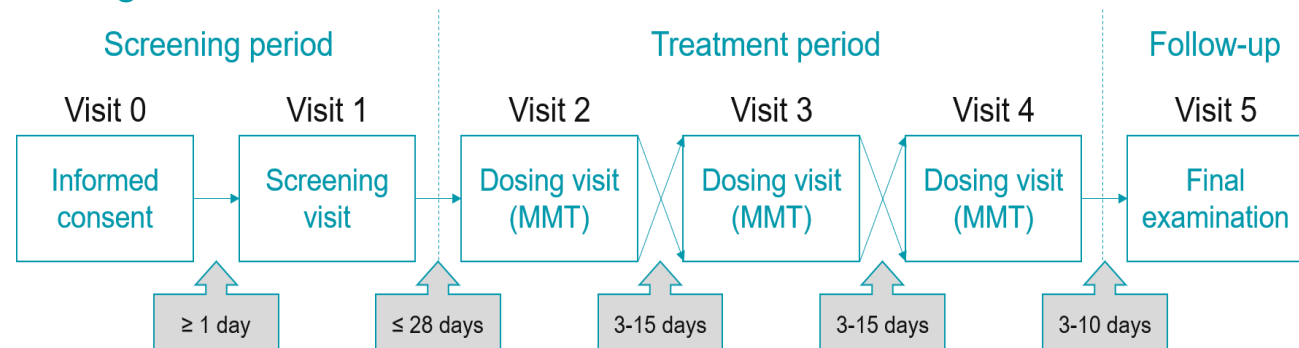 Screening period
Treatment period
Follow-up
Visit 0
Visit 1
Visit 2
Visit 3
Visit 4
Visit 5
Informed
consent
Screening
visit
Dosing visit
(MMT)
Dosing visit
(MMT)
Dosing visit
(MMT)
Final
examination
≥ 1 day
≤ 28 days
3-15 days
3-15 days
3-10 days